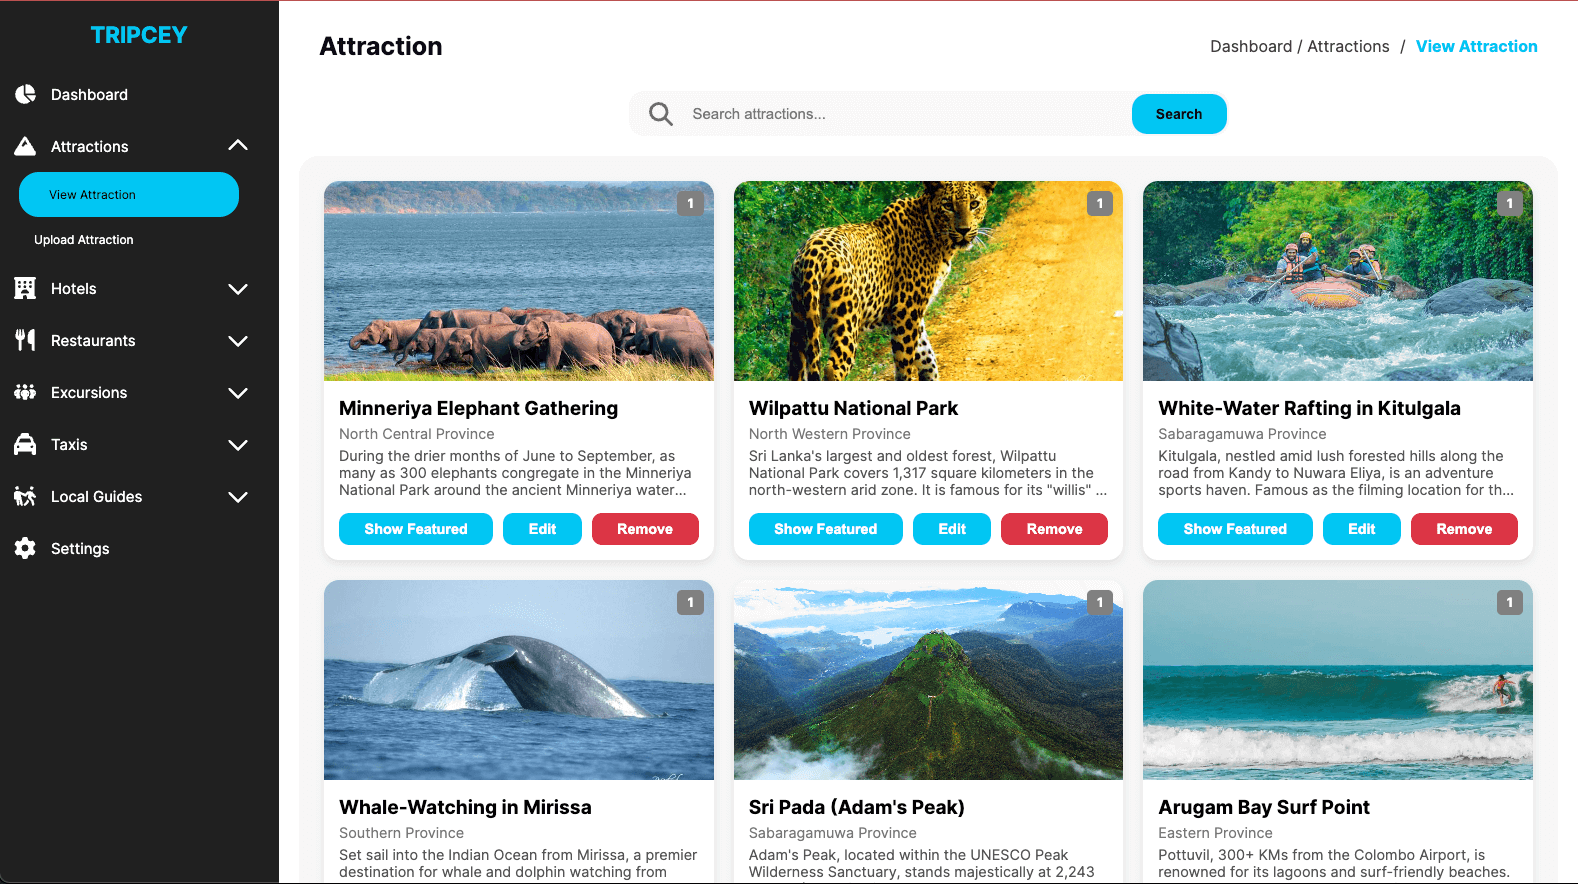 TRIPCEY
Dashboard
Attractions
View Attraction
Upload Attraction
Hotels
Restaurants
Excursions
Taxis
Local Guides
Settings
Attraction
Dashboard / Attractions / View Attraction
Search attractions...
Search
1
Minneriya Elephant Gathering
North Central Province
During the drier months of June to September, as
many as 300 elephants congregate in the Minneriya
National Park around the ancient Minneriya water...
Show Featured Edit Remove
1
Wilpattu National Park
North Western Province
Sri Lanka's largest and oldest forest, Wilpattu
National Park covers 1,317 square kilometers in the
north-western arid zone. It is famous for its "willis" ...
Show Featured Edit Remove
1
White-Water Rafting in Kitulgala
Sabaragamuwa Province
Kitulgala, nestled amid lush forested hills along the
road from Kandy to Nuwara Eliya, is an adventure
sports haven. Famous as the filming location for th...
Show Featured Edit Remove
1
Whale-Watching in Mirissa
Southern Province
Set sail into the Indian Ocean from Mirissa, a premier
destination for whale and dolphin watching from
1
Sri Pada (Adam's Peak)
Sabaragamuwa Province
Adam's Peak, located within the UNESCO Peak
Wilderness Sanctuary, stands majestically at 2,243
1
Arugam Bay Surf Point
Eastern Province
Pottuvil, 300+ KMs from the Colombo Airport, is
renowned for its lagoons and surf-friendly beaches.